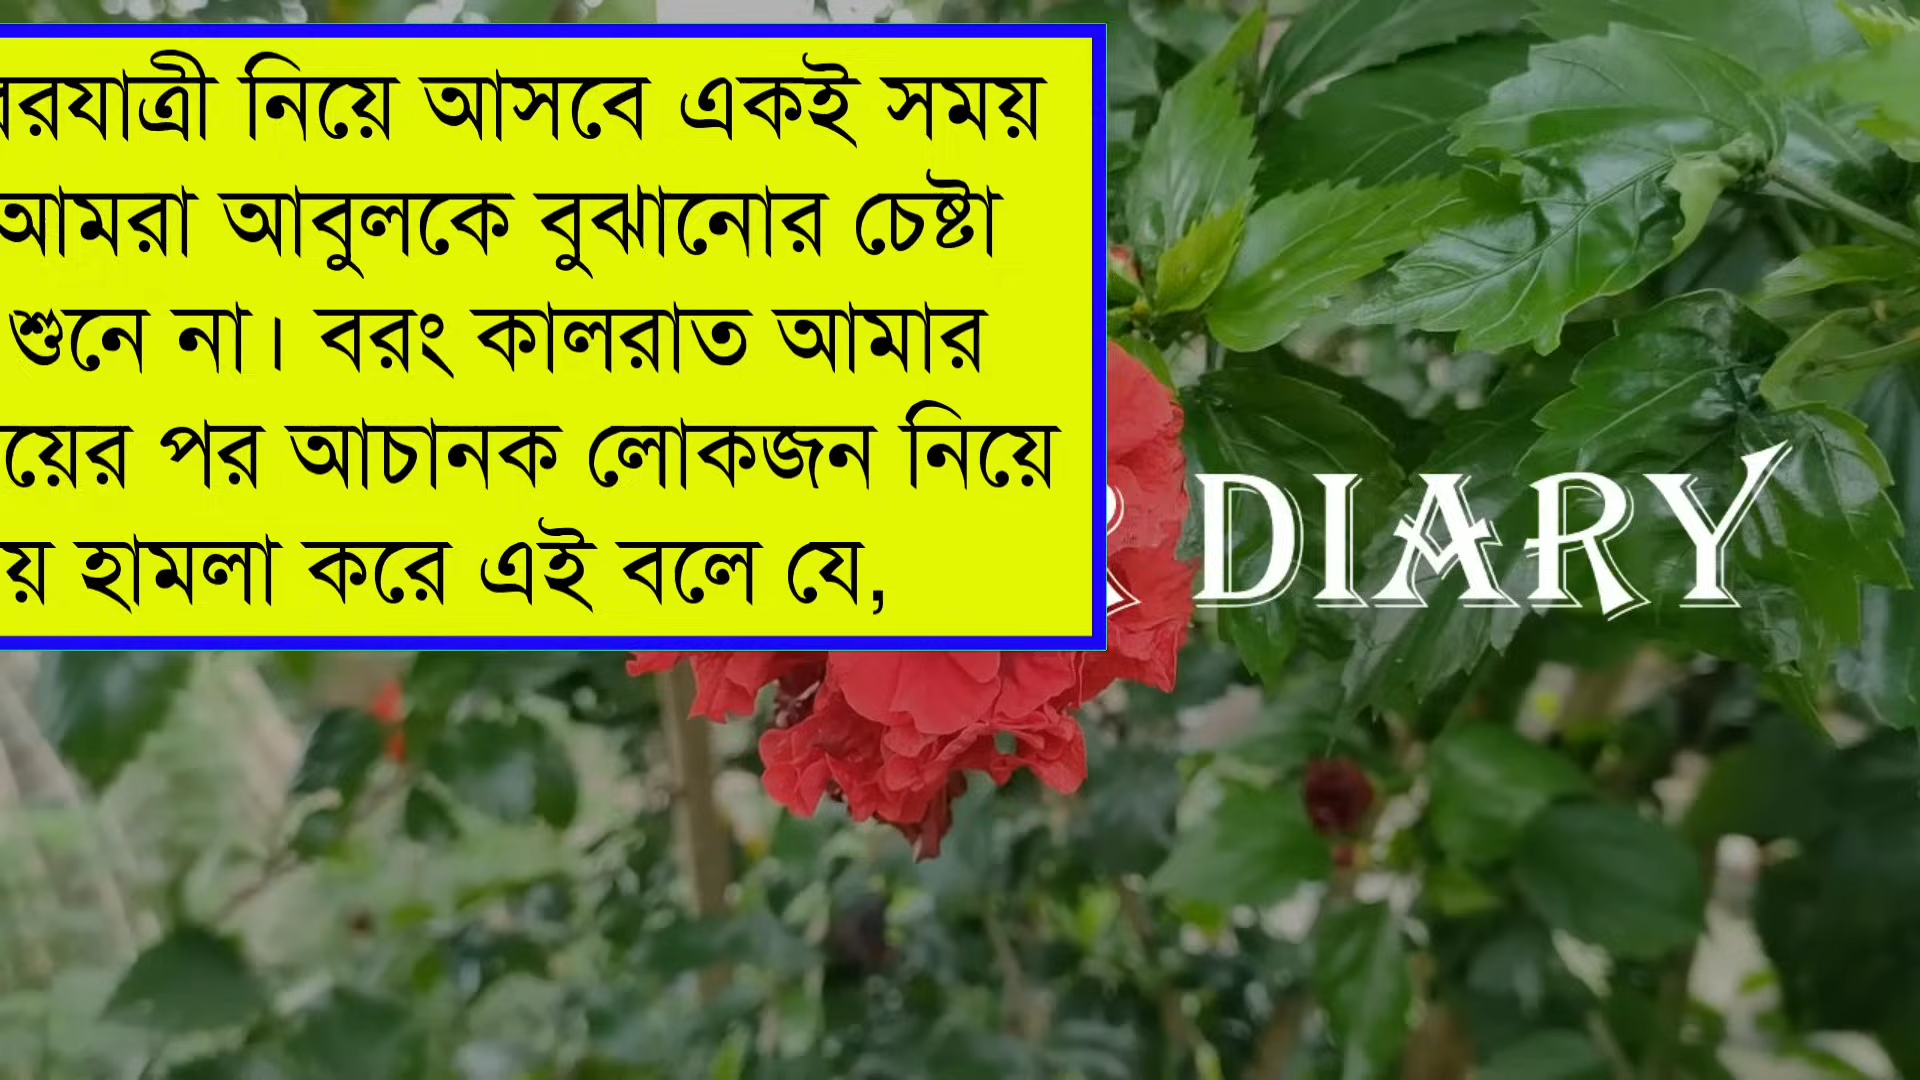 বরযাত্রী নিয়ে আসবে একই সময়
আমরা আবুলকে বুঝানোর চেষ্টা
শুনে না। বরং কালরাত আমার
পর আচানক লোকজন নিয়ে
হামলা করে এই বলে যে,
DIARY